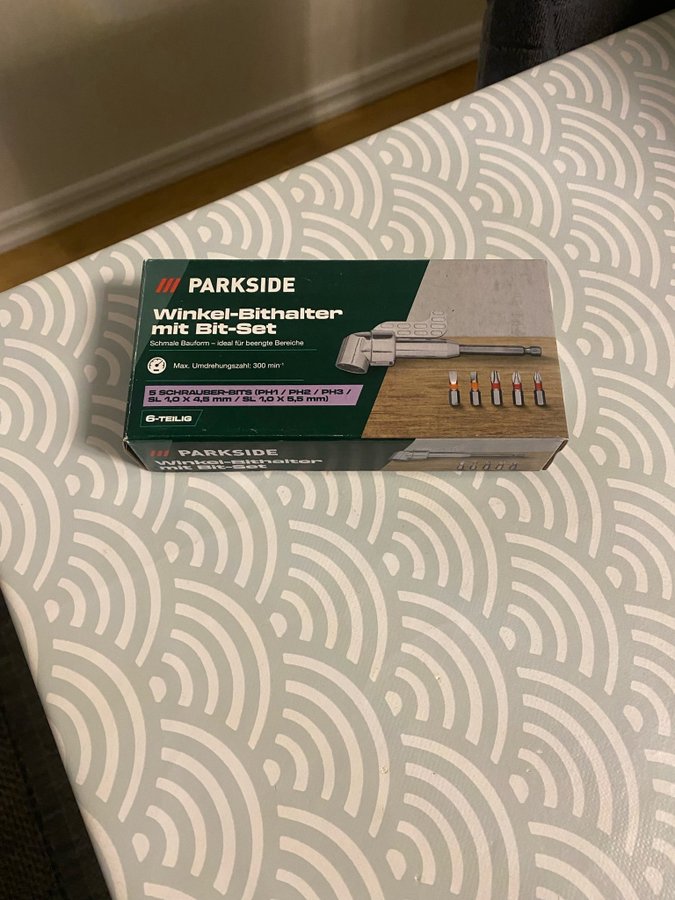 PARKSIDE
Winkel-Bithalter
mit Bit-Set
Schmale Bauform – ideal für beengte Bereiche
Max. Umdrehungszahl: 300 min⁻¹
5 SCHRAUBER-BITS (PH1 / PH2 / PH3 /
SL 1,0 X 4,5 mm / SL 1,0 X 5,5 mm)
6-TEILIG
PARKSIDE
Winkel-Bithalter
mit Bit-Set